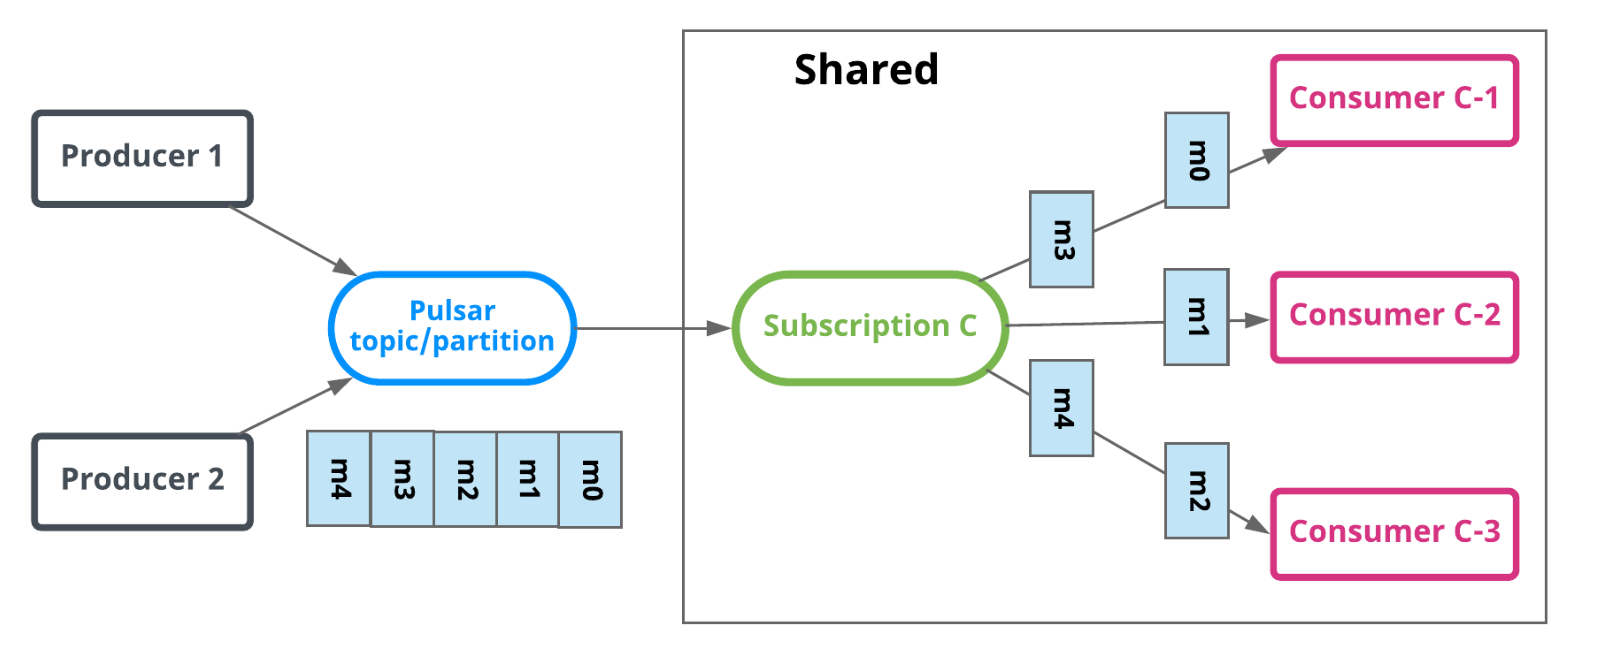 Shared
Producer 1
Producer 2
Pulsar
topic/partition
m4
m3
m2
m1
m0
Subscription C
m3
m0
m1
m4
m2
Consumer C-1
Consumer C-2
Consumer C-3